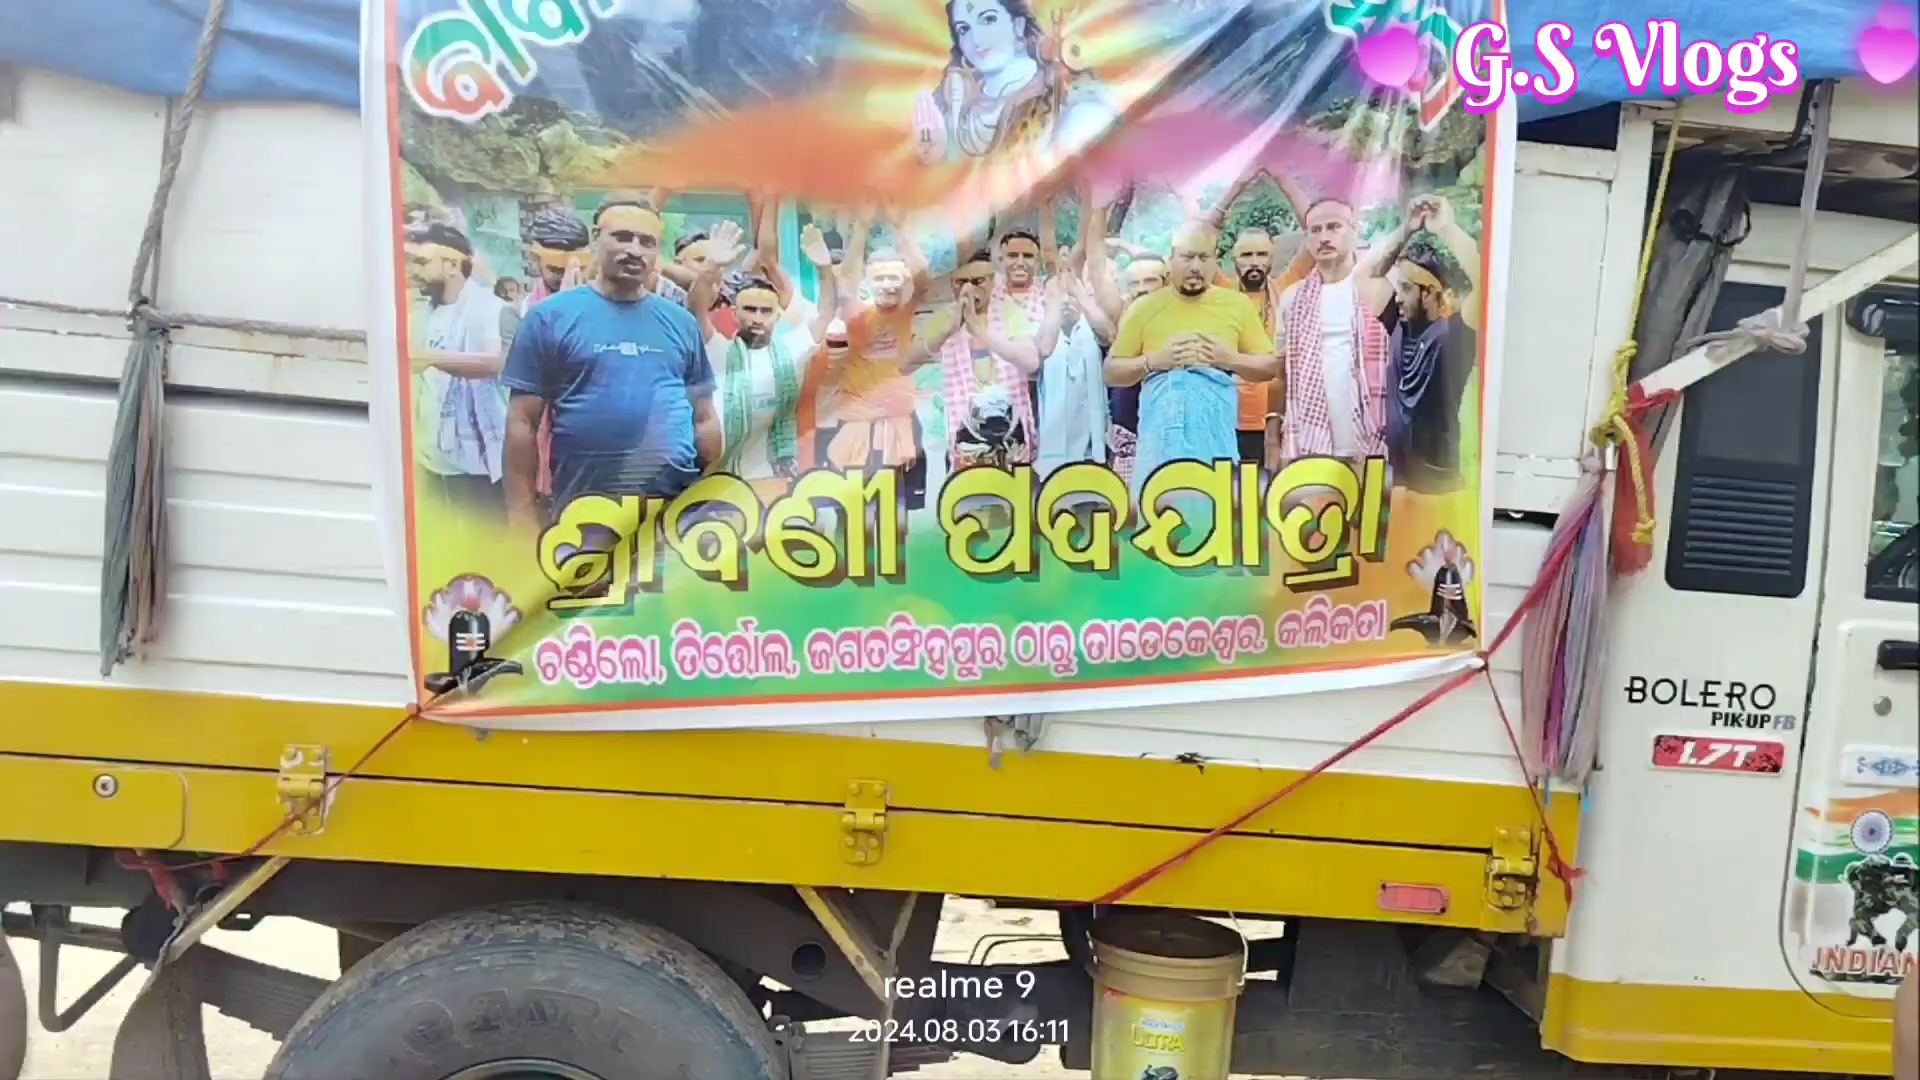 G.S Vlogs
ଶ୍ରାବଣୀ ପଦଯାତ୍ରା
ଚଣ୍ଡିଲୋ, ତିର୍ତ୍ତୋଲ, ଜଗତସିଂହପୁର ଠାରୁ ତାଡେକେଶ୍ୱର, କଲିକତା
BOLERO
PIK-UP FB
1.7T
INDIAN
realme 9
2024.08.03 16:11
ULTRA